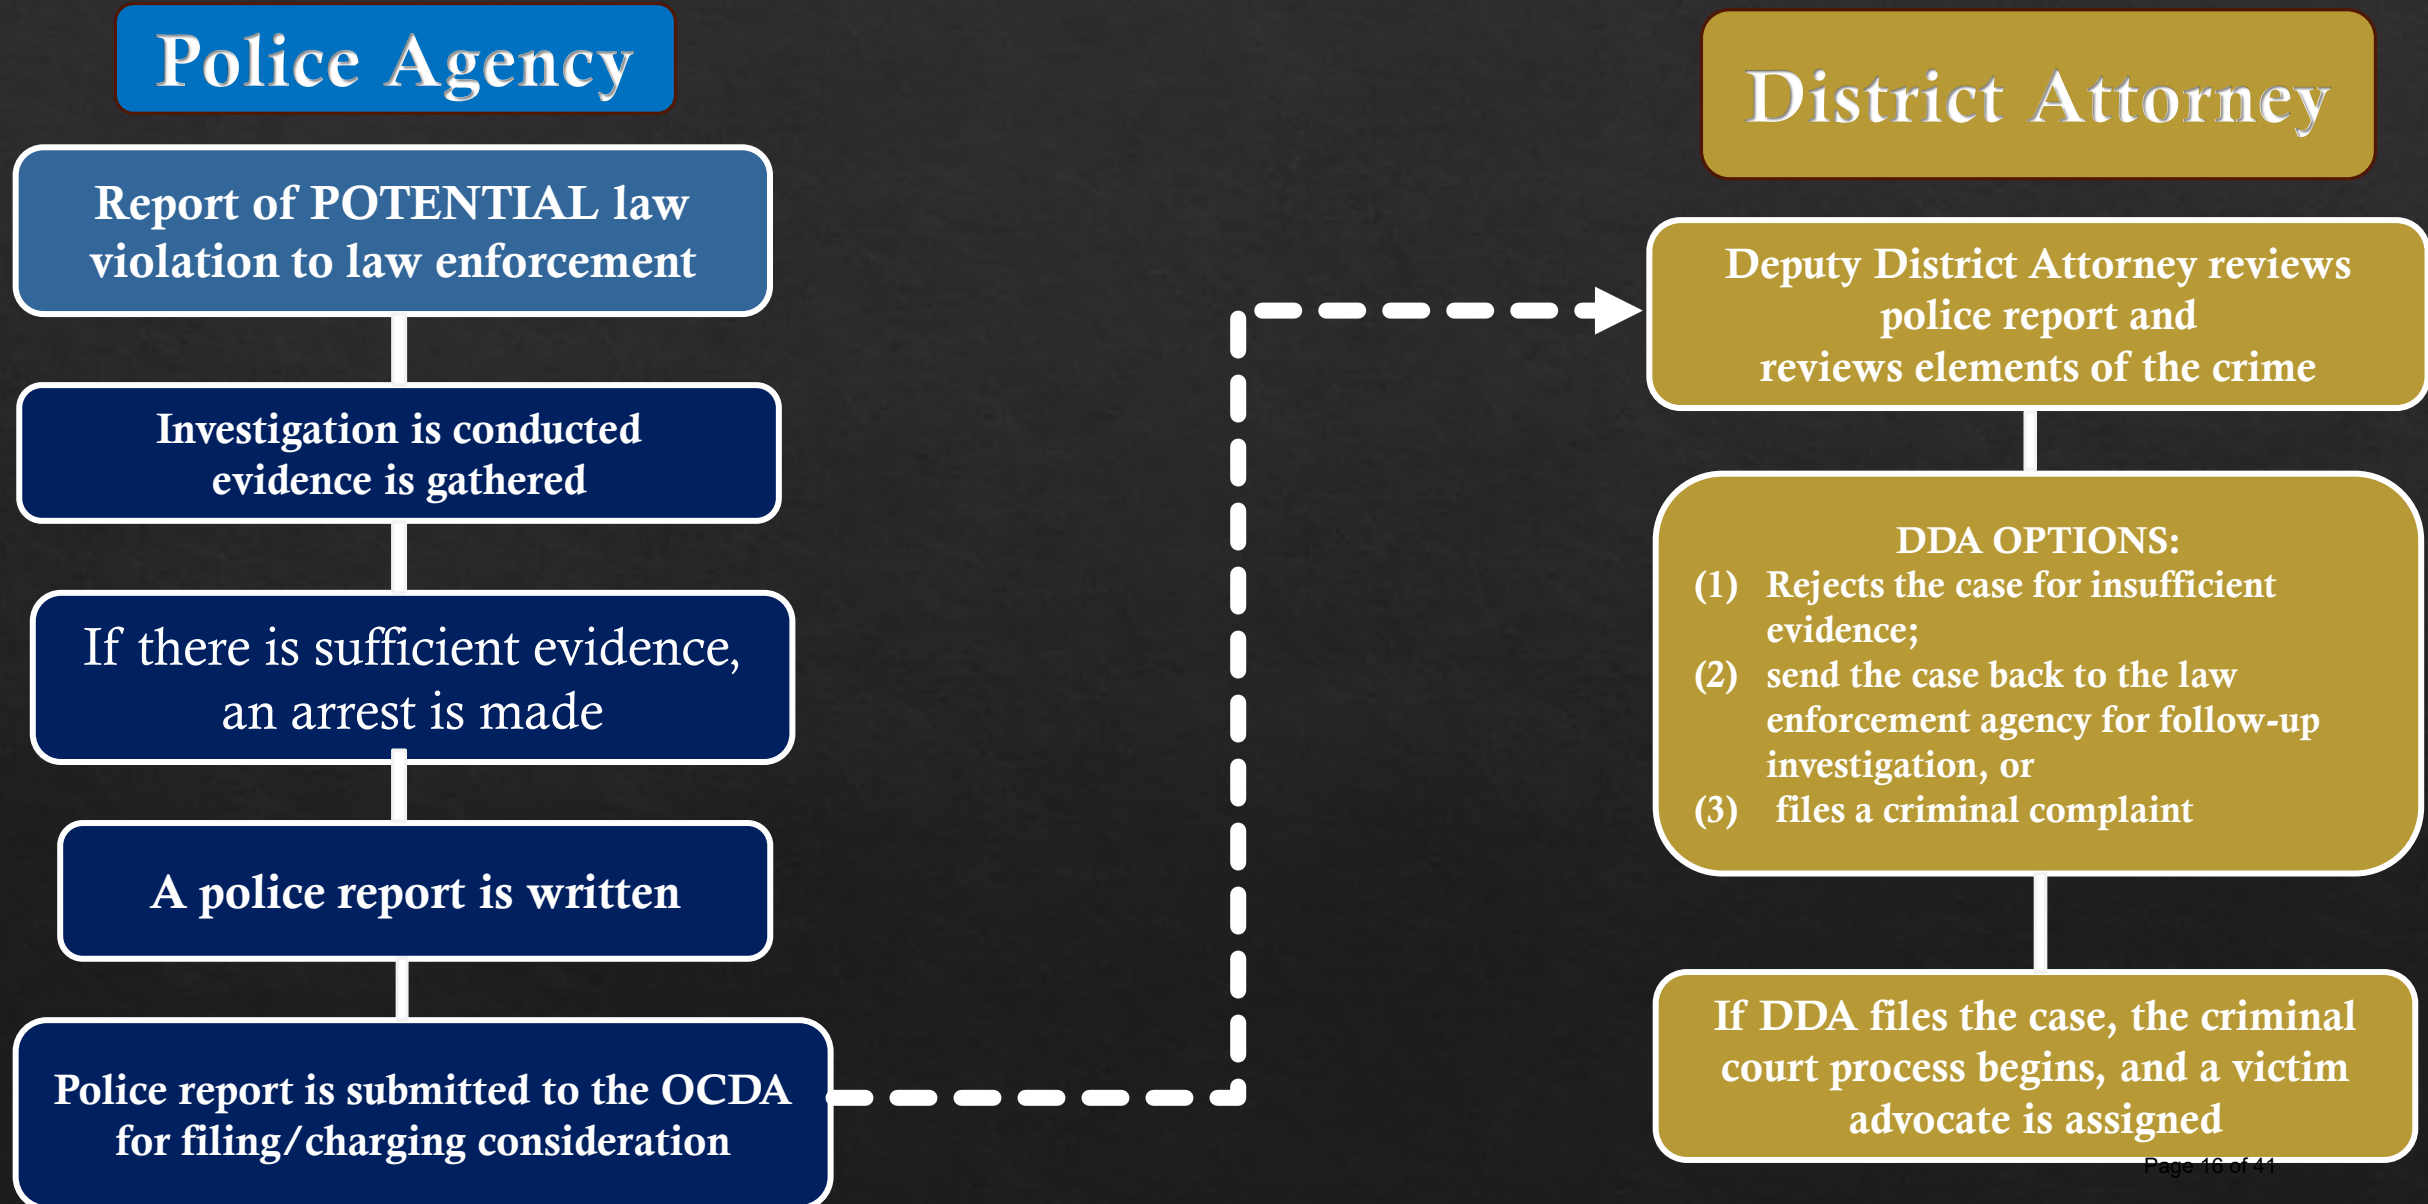 Police Agency
Report of POTENTIAL law
violation to law enforcement
Investigation is conducted
evidence is gathered
If there is sufficient evidence,
an arrest is made
A police report is written
Police report is submitted to the OCDA
for filing/charging consideration
District Attorney
Deputy District Attorney reviews
police report and
reviews elements of the crime
DDA OPTIONS:
(1) Rejects the case for insufficient
evidence;
(2) send the case back to the law
enforcement agency for follow-up
investigation, or
(3) files a criminal complaint
If DDA files the case, the criminal
court process begins, and a victim
advocate is assigned
Page 16 of 41